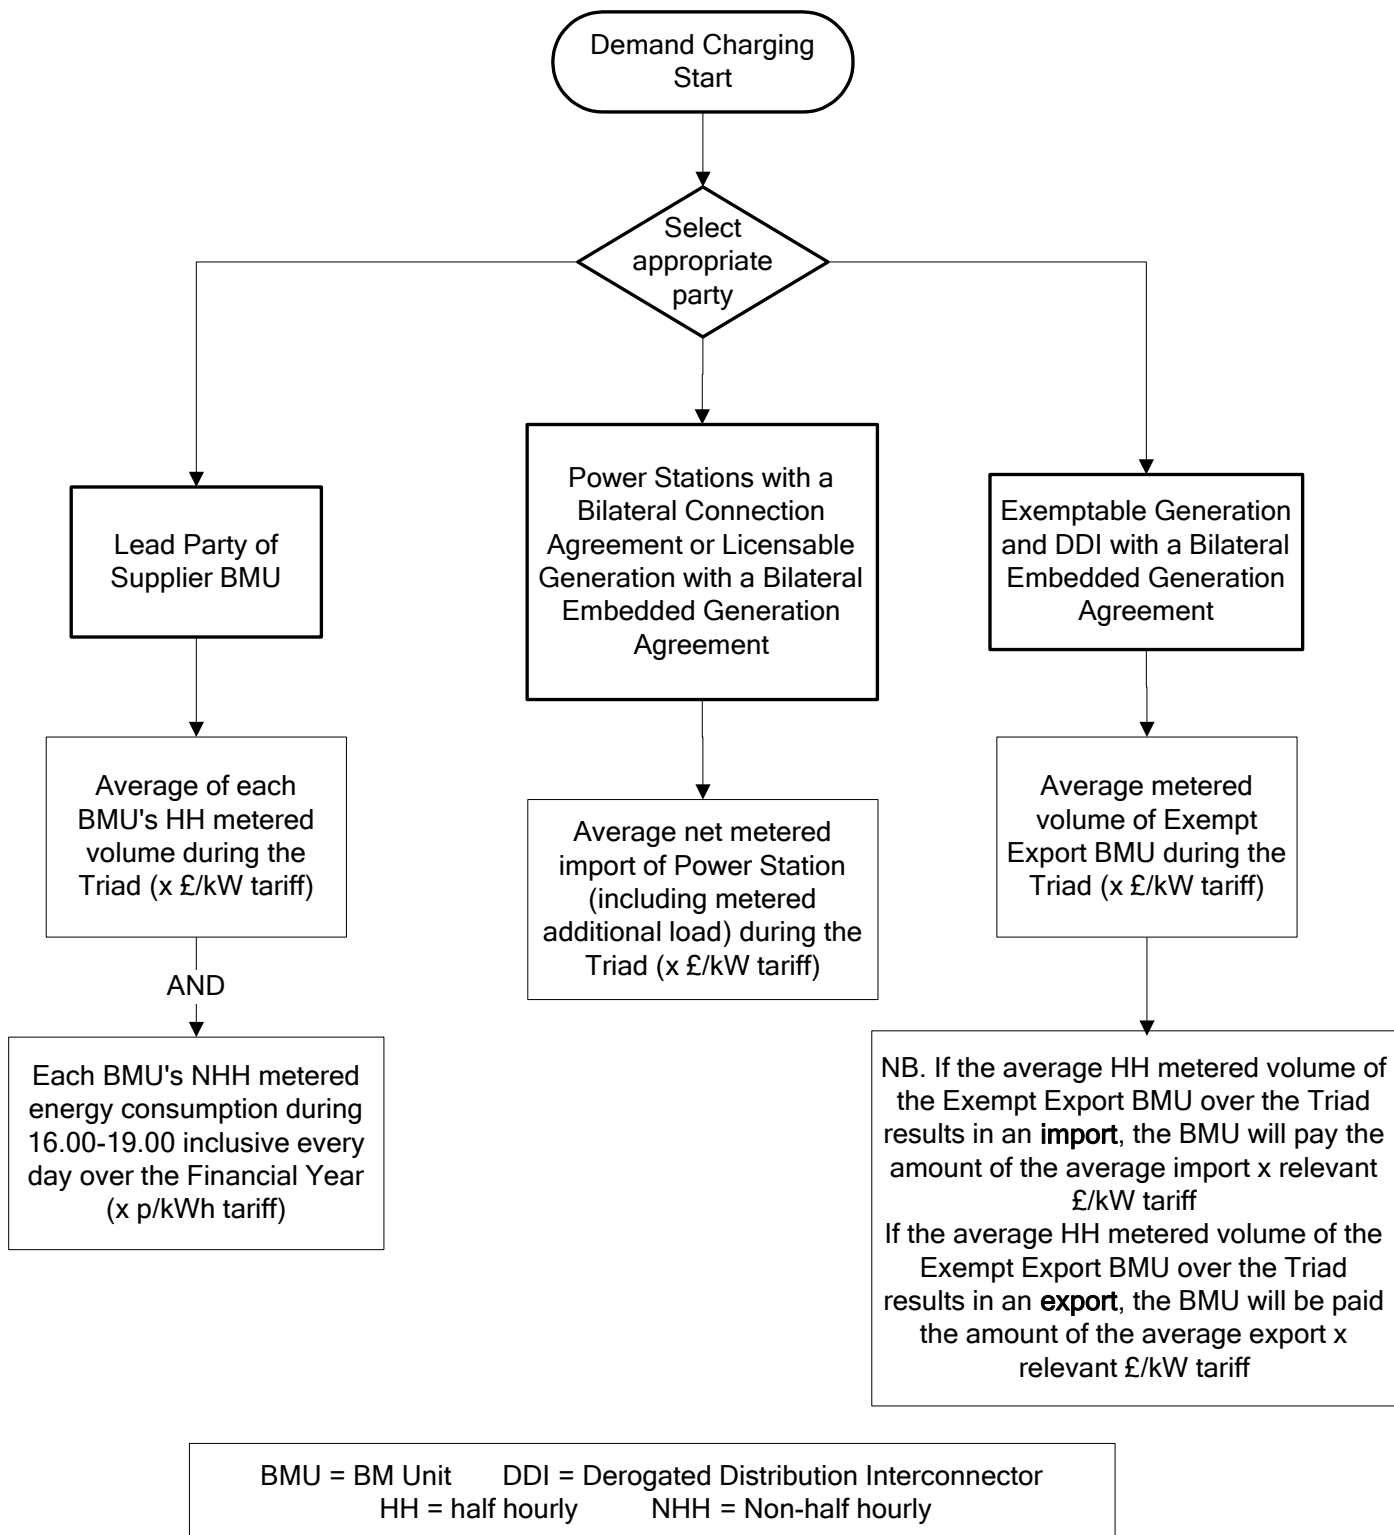 Demand Charging
Start
Select
appropriate
party
Lead Party of
Supplier BMU
Power Stations with a
Bilateral Connection
Agreement or Licensable
Generation with a Bilateral
Embedded Generation
Agreement
Exemptable Generation
and DDI with a Bilateral
Embedded Generation
Agreement
Average of each
BMU's HH metered
volume during the
Triad (x £/kW tariff)
AND
Each BMU's NHH metered
energy consumption during
16.00-19.00 inclusive every
day over the Financial Year
(x p/kWh tariff)
Average net metered
import of Power Station
(including metered
additional load) during the
Triad (x £/kW tariff)
Average metered
volume of Exempt
Export BMU during the
Triad (x £/kW tariff)
NB. If the average HH metered volume of
the Exempt Export BMU over the Triad
results in an import, the BMU will pay the
amount of the average import x relevant
£/kW tariff
If the average HH metered volume of the
Exempt Export BMU over the Triad
results in an export, the BMU will be paid
the amount of the average export x
relevant £/kW tariff
BMU = BM Unit DDI = Derogated Distribution Interconnector
HH = half hourly NHH = Non-half hourly